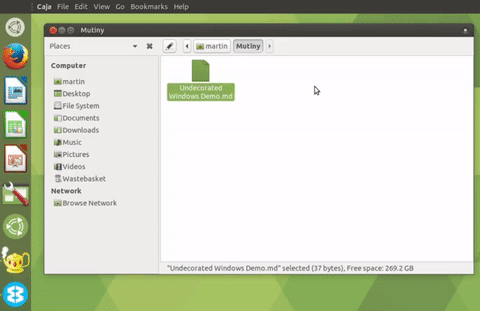 Caja File Edit View Go Bookmarks Help
Mutiny
Places
martin
Mutiny
Computer
martin
Desktop
File System
Documents
Downloads
Music
Pictures
Videos
Wastebasket
Network
Browse Network
Undecorated
Windows Demo.md
"Undecorated Windows Demo.md" selected (37 bytes), Free space: 269.2 GB